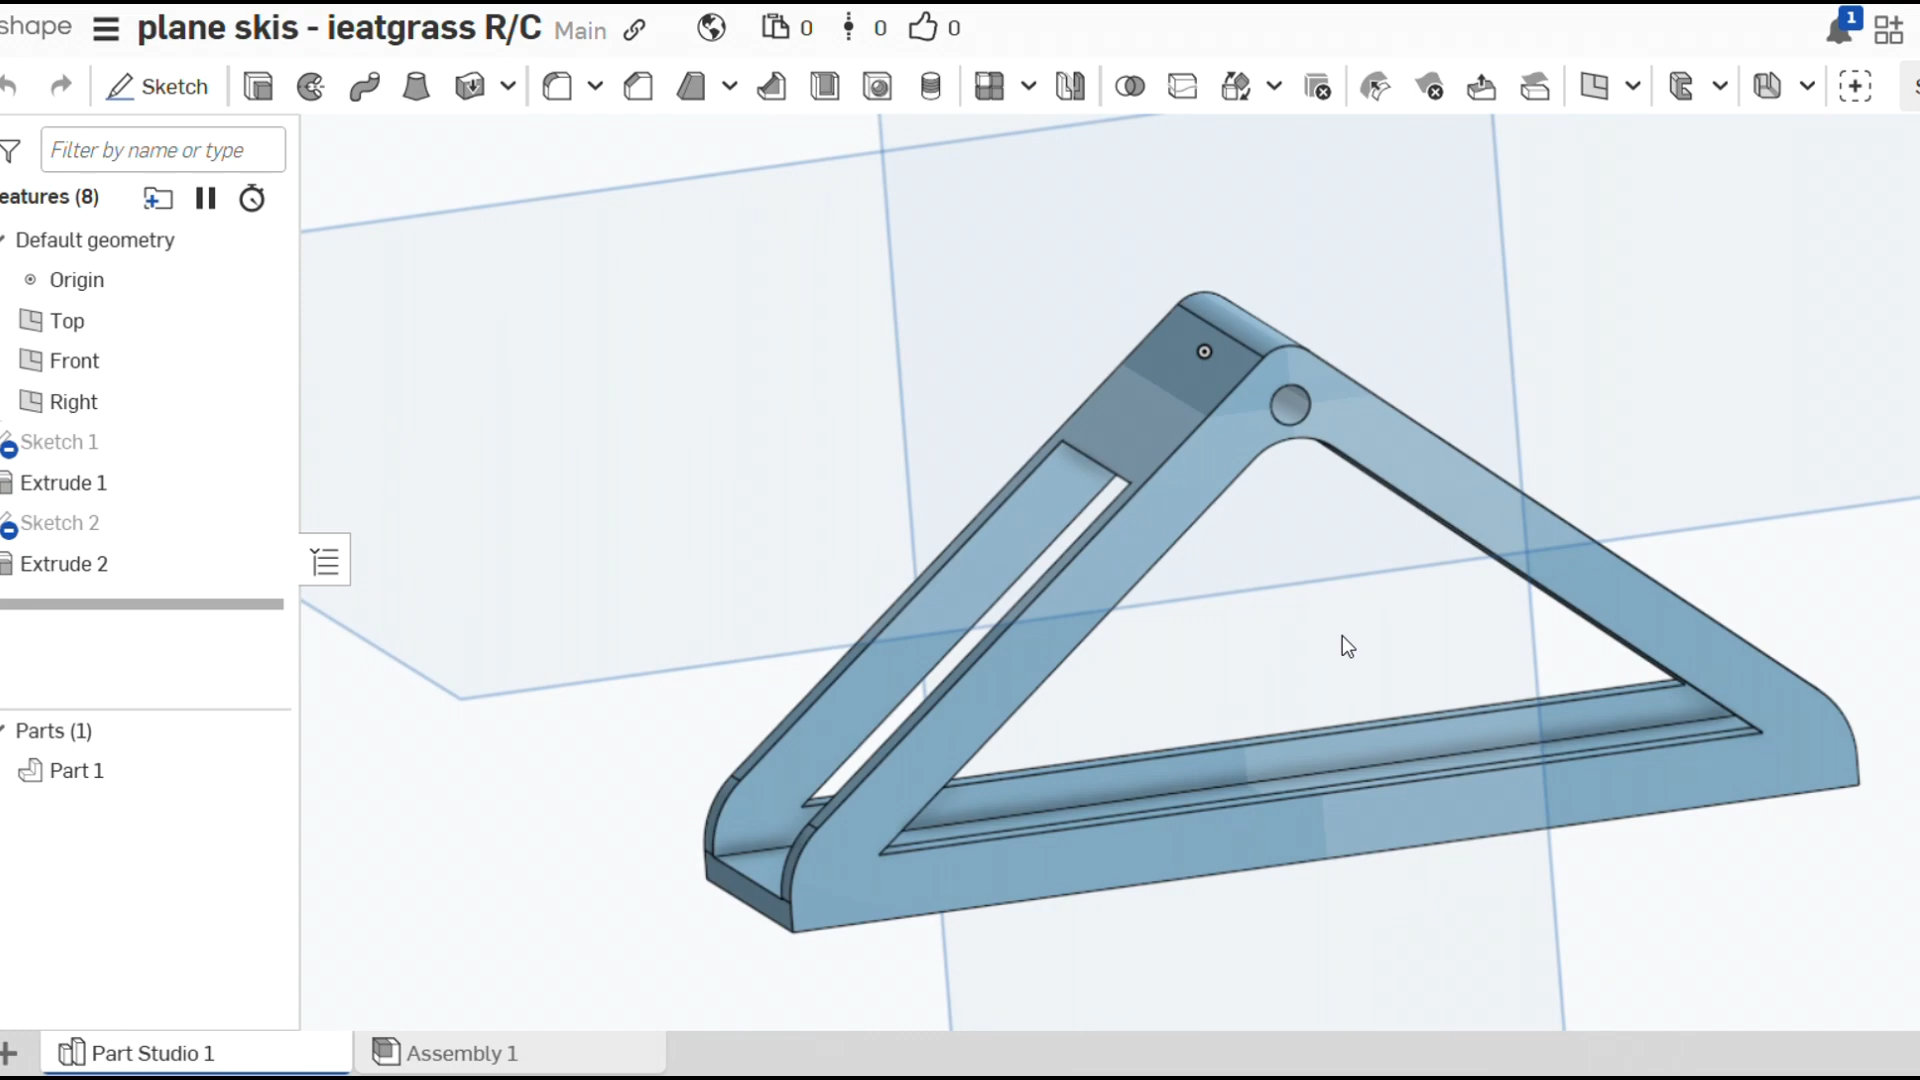 shape plane skis - ieatgrass R/C Main 0 0 0 1
Sketch
Filter by name or type
eatures (8)
Default geometry
Origin
Top
Front
Right
Sketch 1
Extrude 1
Sketch 2
Extrude 2
Parts (1)
Part 1
Part Studio 1 Assembly 1